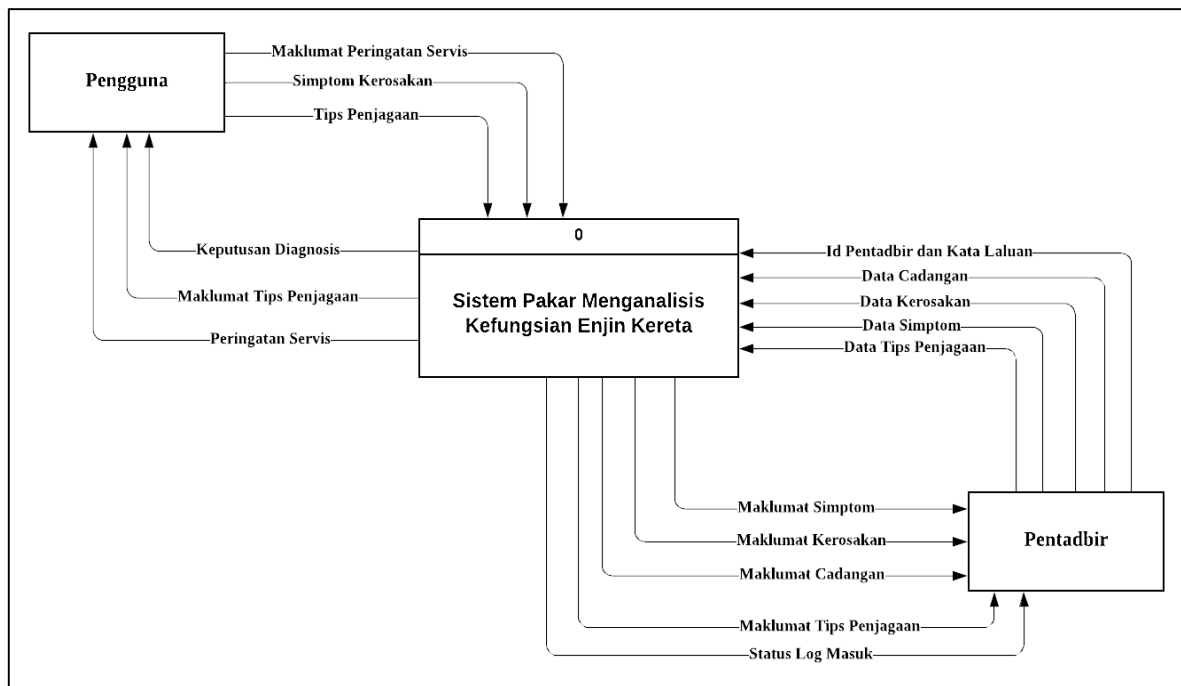 Maklumat Peringatan Servis
Pengguna
Simptom Kerosakan
Tips Penjagaan
0
Keputusan Diagnosis
Id Pentadbir dan Kata Laluan
Data Cadangan
Maklumat Tips Penjagaan
Sistem Pakar Menganalisis
Kefungsian Enjin Kereta
Data Kerosakan
Data Simptom
Peringatan Servis
Data Tips Penjagaan
Maklumat Simptom
Maklumat Kerosakan
Pentadbir
Maklumat Cadangan
Maklumat Tips Penjagaan
Status Log Masuk